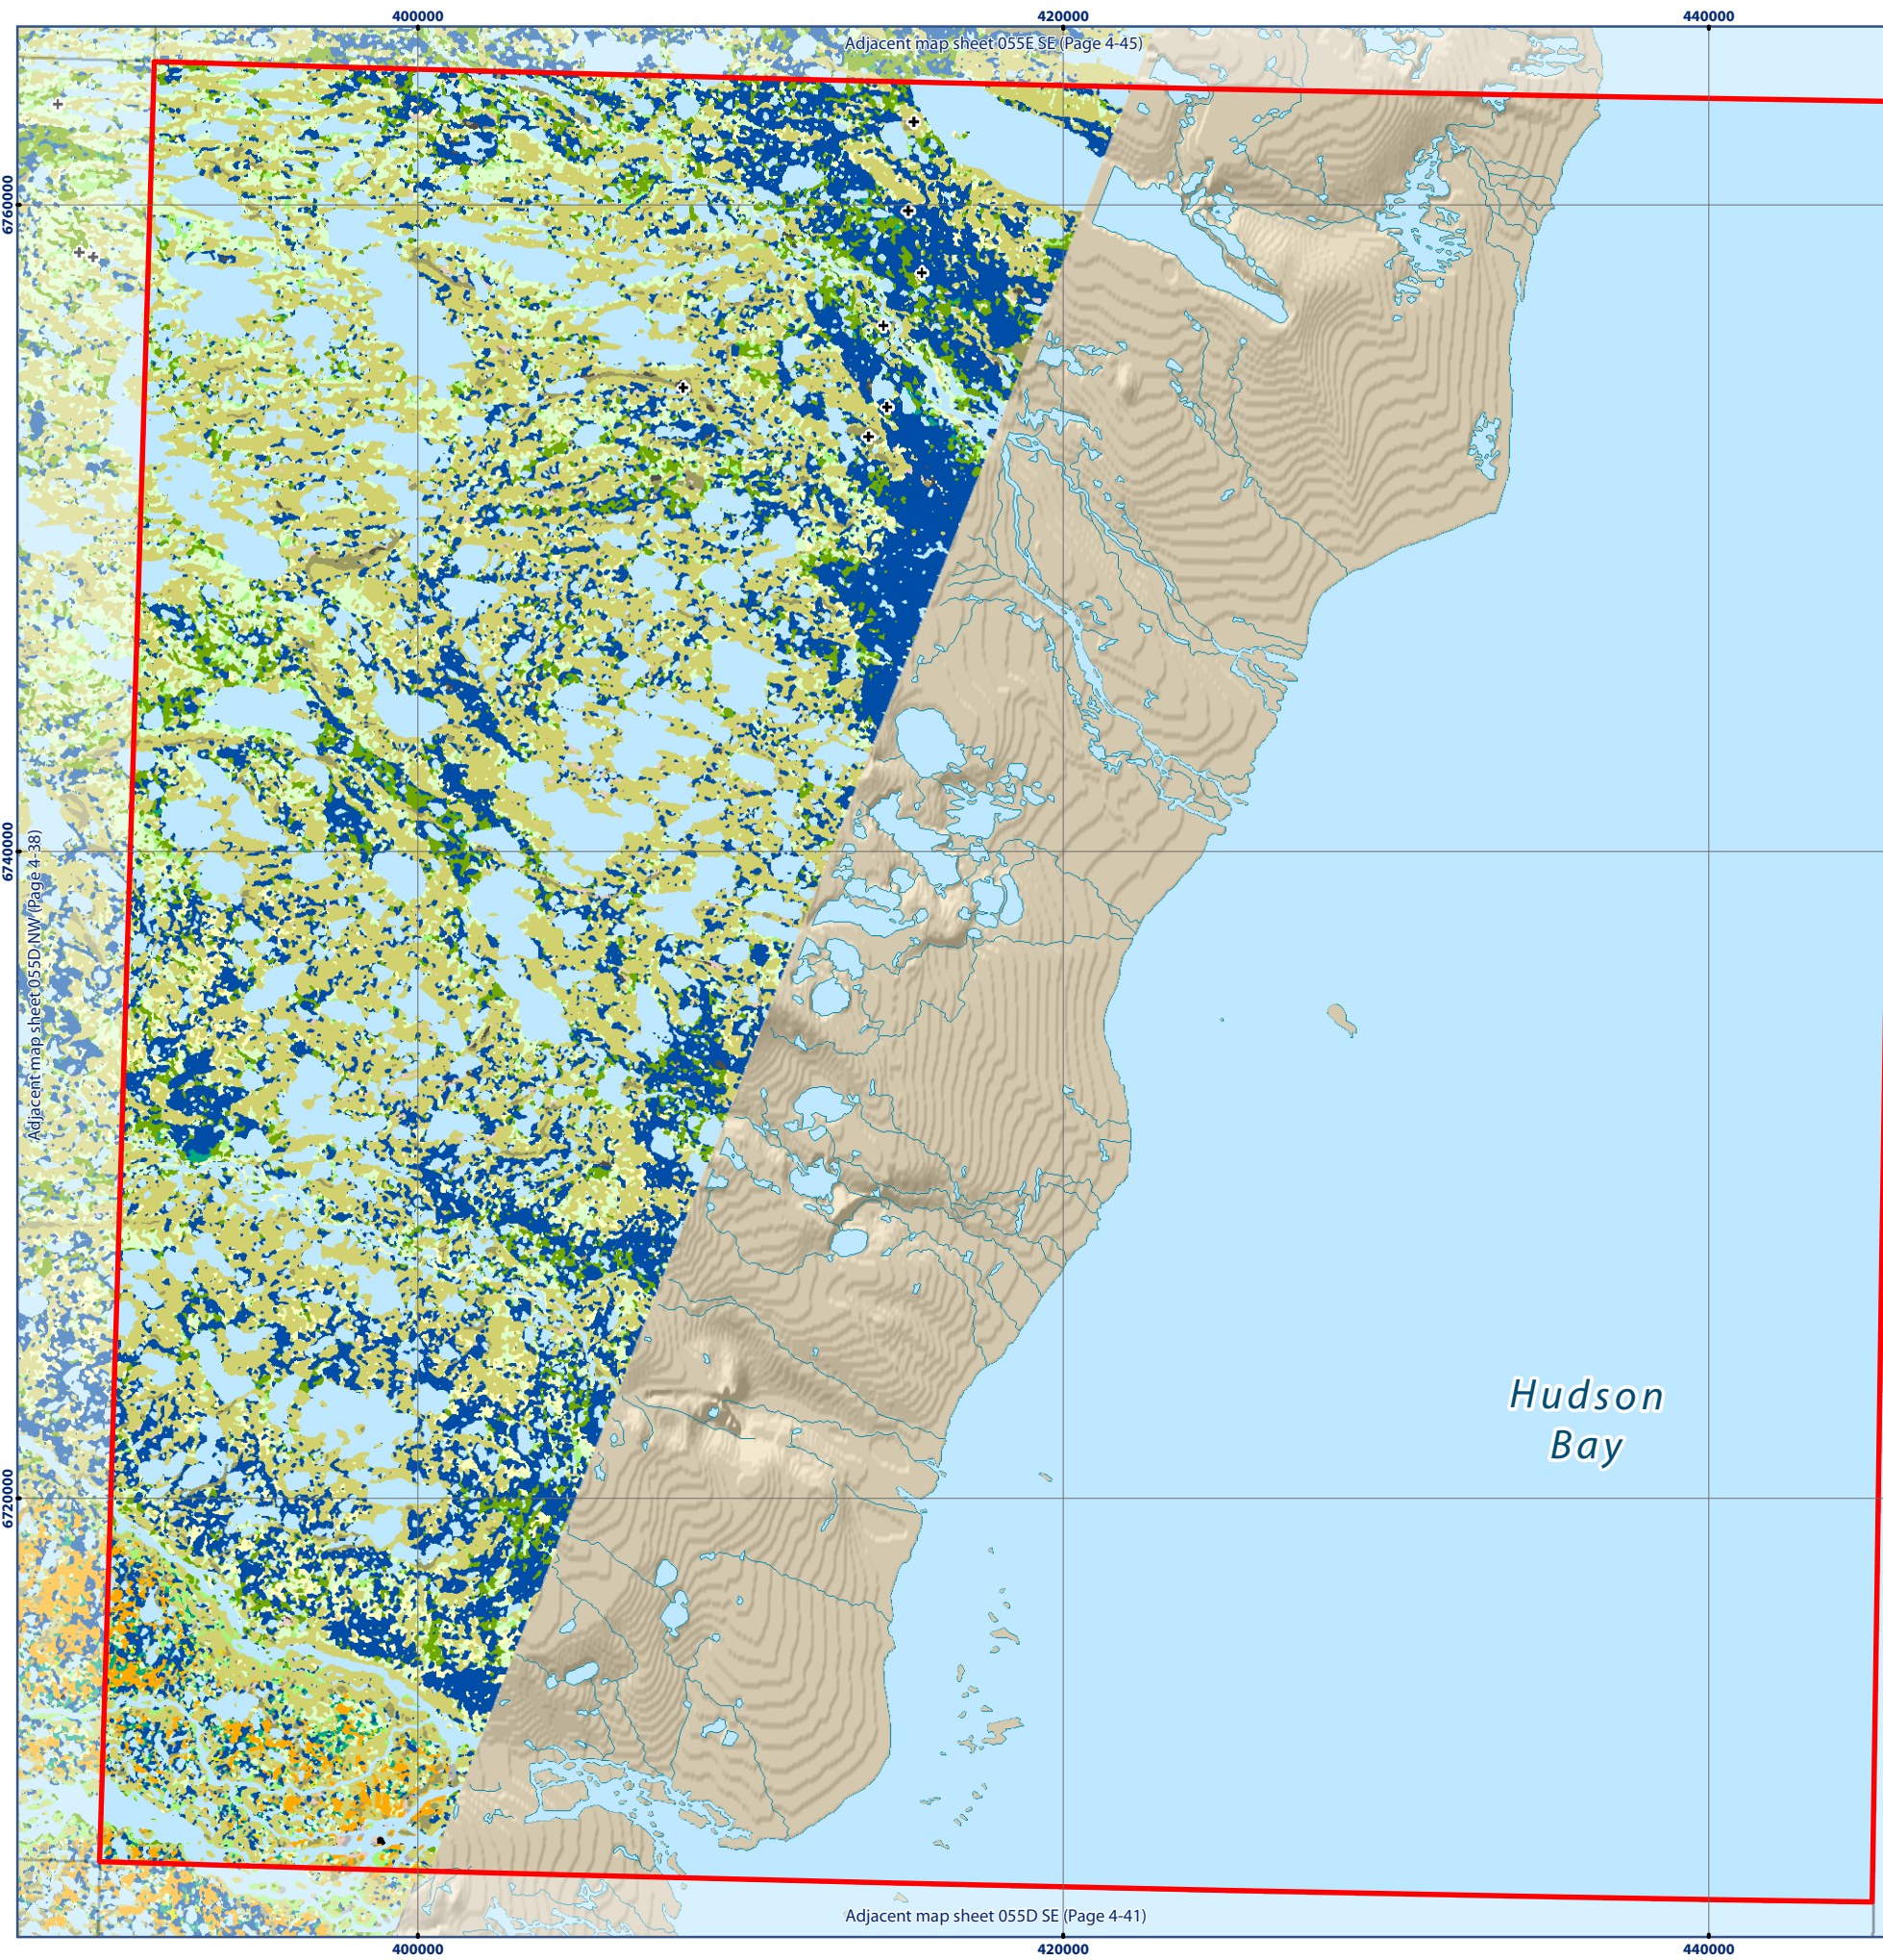 400000 420000 440000
Adjacent map sheet 055E SE (Page 4-45)
6760000
6740000
Adjacent map sheet 055D NW (Page 4-38)
Hudson
Bay
6720000
Adjacent map sheet 055D SE (Page 4-41)
400000 420000 440000